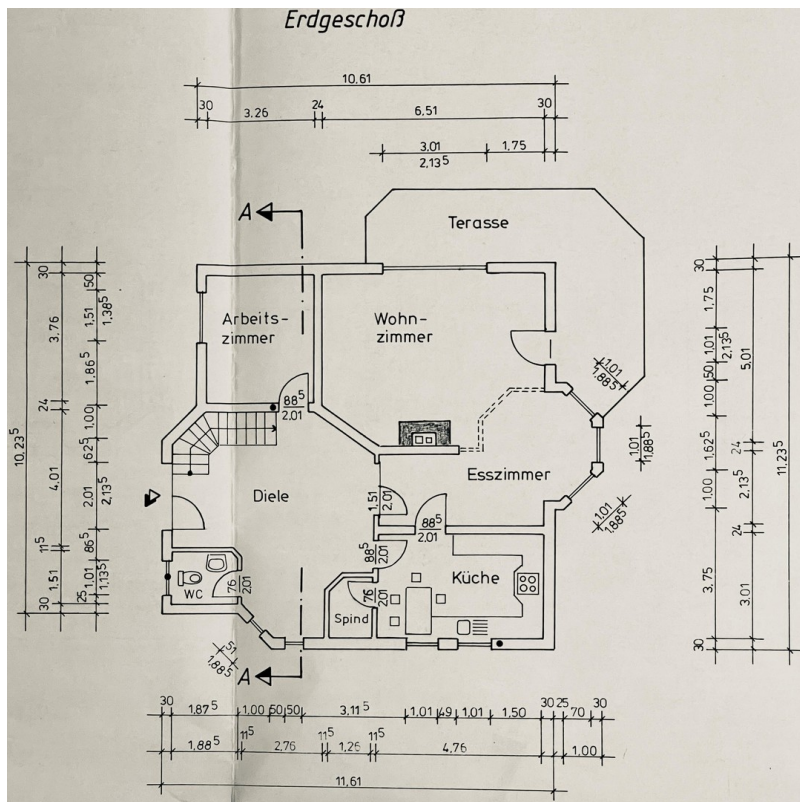 Erdgeschoß
10,61
30 3,26 24 6,51 30
3,01 1,75
2,13⁵
A
Terasse
30 3,76 24 4,01 11⁵ 1,51 30
10,23⁵
50 1,51 1,86⁵ 1,00 62⁵ 2,01 86⁵ 1,01 25
1,38⁵ 2,13⁵ 1,13⁵
Arbeits-
zimmer
Wohn-
zimmer
88⁵
2,01
1,01
1,88⁵
1,01
1,88⁵
1,01
1,88⁵
30 1,75 1,01 50 1,00 1,62⁵ 1,00 3,75 30
2,13⁵
5,01 24 2,13⁵ 24 3,01
11,23⁵
Esszimmer
Diele
1,51
2,01
88⁵
2,01
88⁵
2,01
Küche
WC
76
2,01
76
2,01
Spind
51
1,88⁵
A
30 1,87⁵ 1,00 50 50 3,11⁵ 1,01 49 1,01 1,50 30 25 70 30
1,88⁵ 11⁵ 2,76 11⁵ 1,26 11⁵ 4,76 1,00
11,61